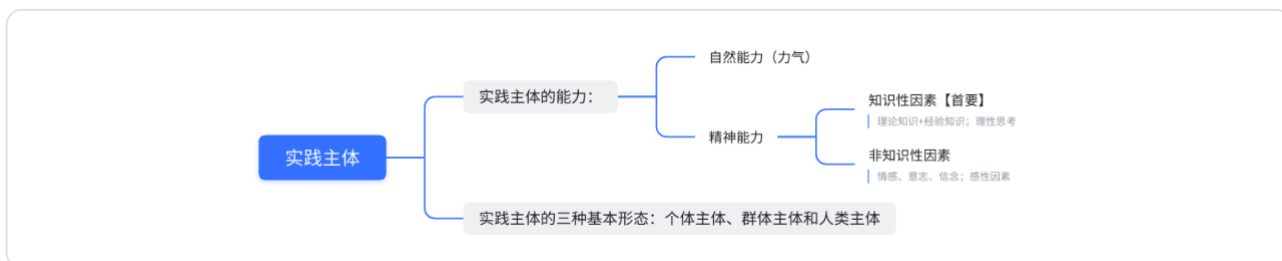 实践主体
实践主体的能力：
自然能力（力气）
精神能力
知识性因素【首要】
理论知识+经验知识；理性思考
非知识性因素
情感、意志、信念；感性因素
实践主体的三种基本形态：个体主体、群体主体和人类主体